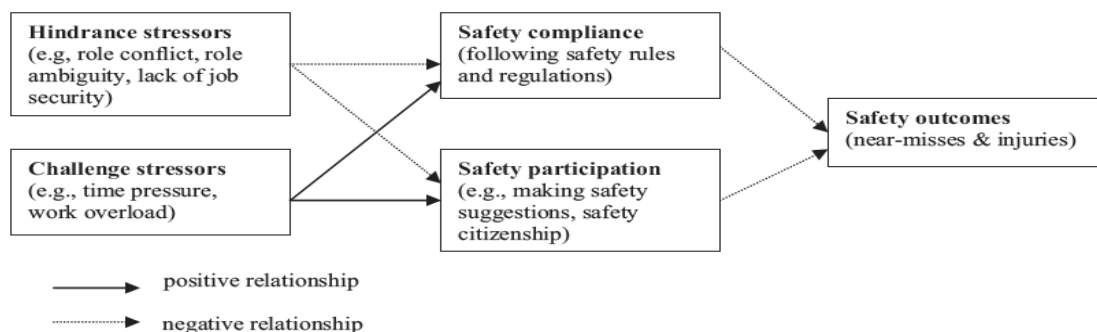 Hindrance stressors
(e.g, role conflict, role
ambiguity, lack of job
security)
Safety compliance
(following safety rules
and regulations)
Safety outcomes
(near-misses & injuries)
Challenge stressors
(e.g., time pressure,
work overload)
Safety participation
(e.g., making safety
suggestions, safety
citizenship)
positive relationship
negative relationship